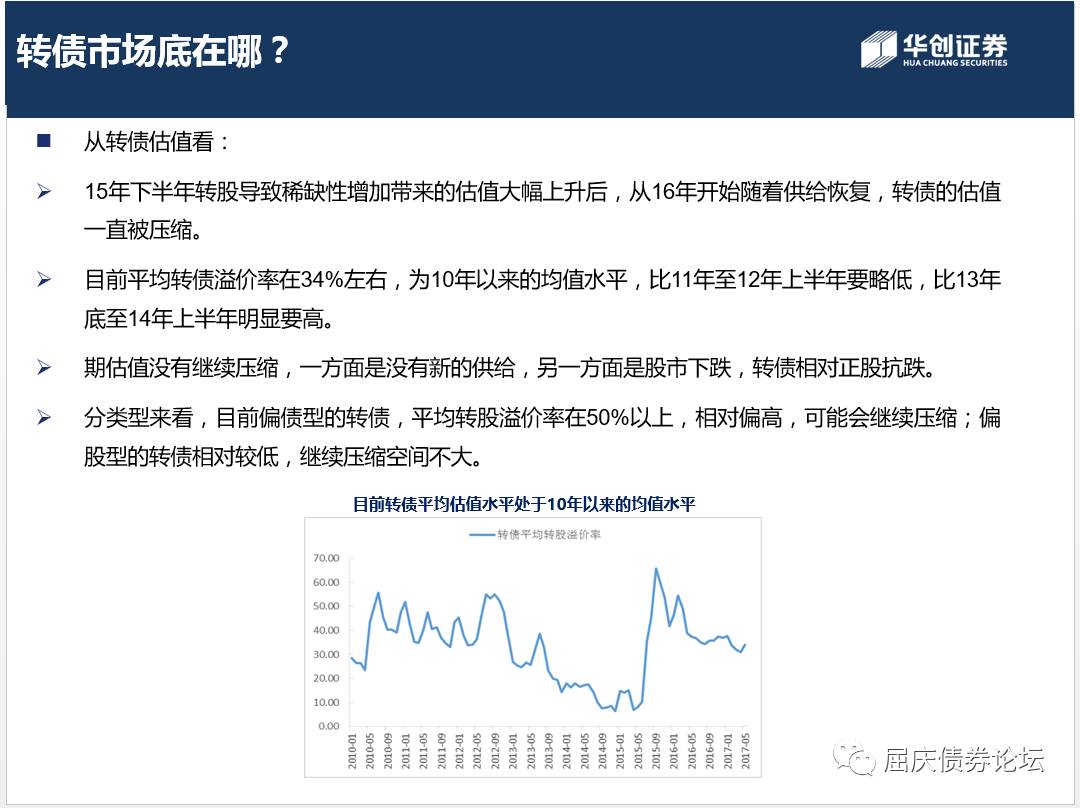 转债市场底在哪？
华创证券
HUA CHUANG SECURITIES
从转债估值看：
15年下半年转股导致稀缺性增加带来的估值大幅上升后，从16年开始随着供给恢复，转债的估值
一直被压缩。
目前平均转债溢价率在34%左右，为10年以来的均值水平，比11年至12年上半年要略低，比13年
底至14年上半年明显要高。
期估值没有继续压缩，一方面是没有新的供给，另一方面是股市下跌，转债相对正股抗跌。
分类型来看，目前偏债型的转债，平均转股溢价率在50%以上，相对偏高，可能会继续压缩；偏
股型的转债相对较低，继续压缩空间不大。
目前转债平均估值水平处于10年以来的均值水平
转债平均转股溢价率
70.00
60.00
50.00
40.00
30.00
20.00
10.00
0.00
2010-01
2010-05
2010-09
2011-01
2011-05
2011-09
2012-01
2012-05
2012-09
2013-01
2013-05
2013-09
2014-01
2014-05
2014-09
2015-01
2015-05
2015-09
2016-01
2016-05
2016-09
2017-01
2017-05
屈庆债券论坛